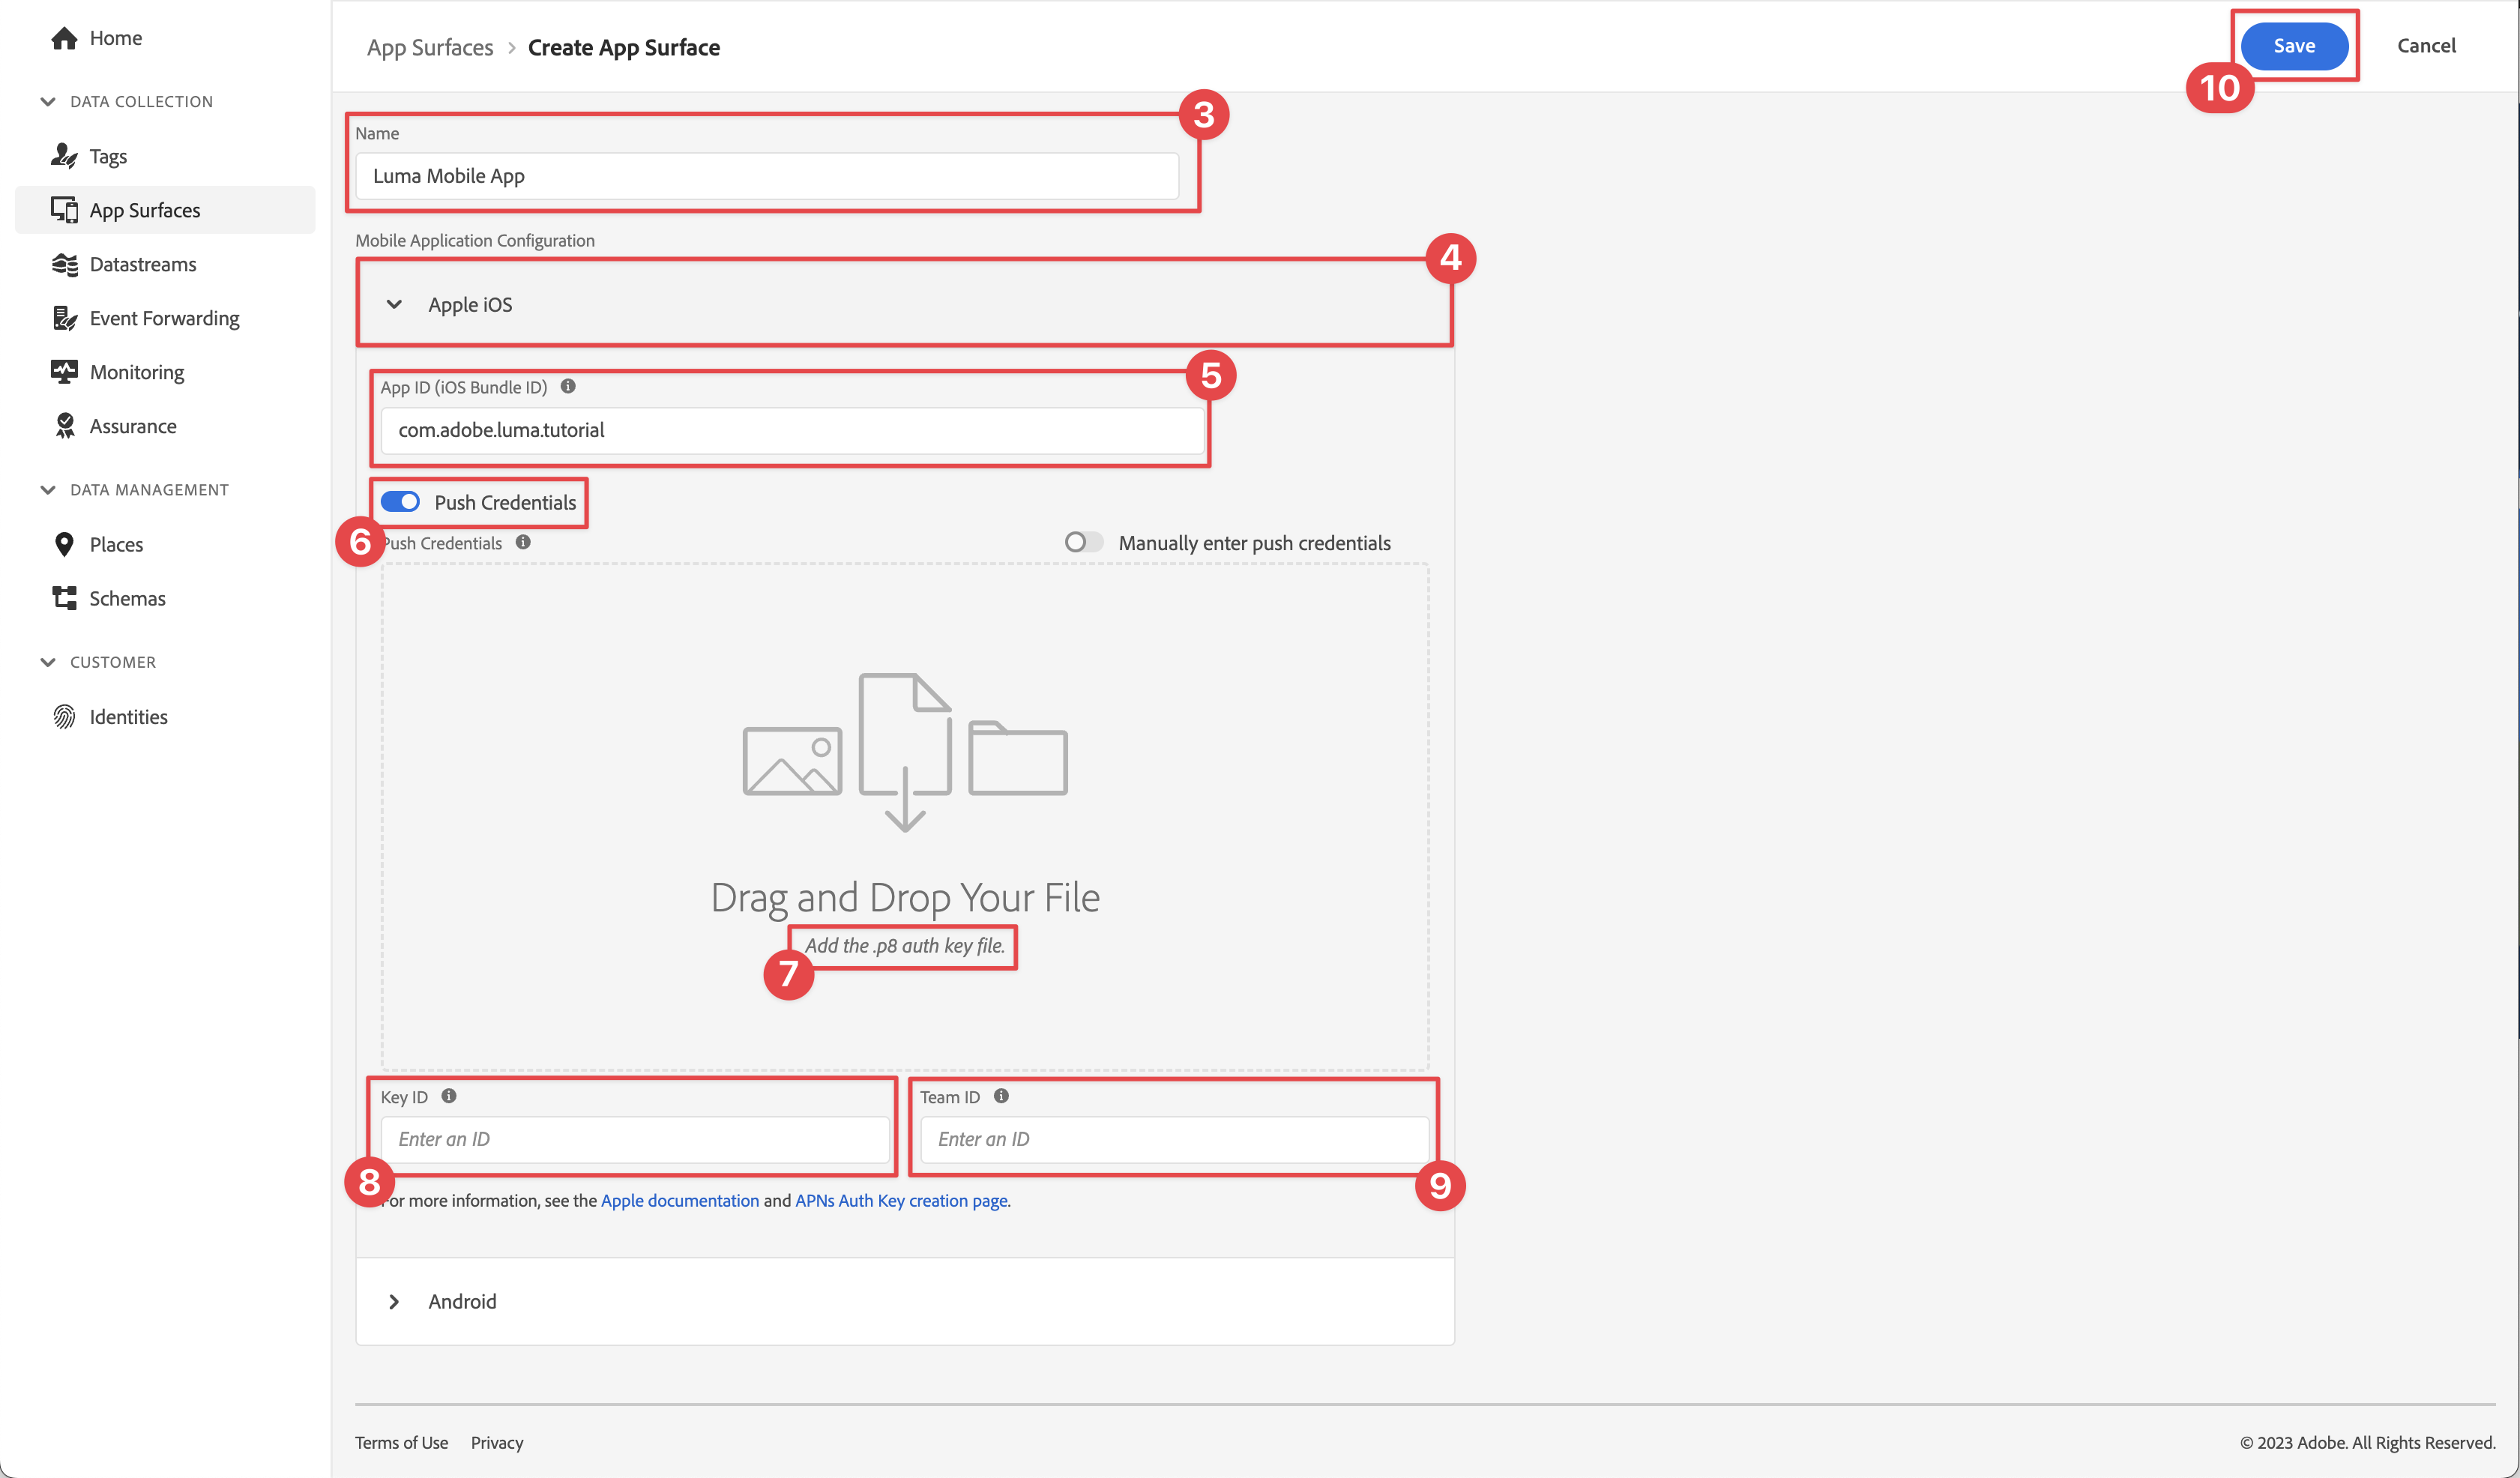 Home
DATA COLLECTION
Tags
App Surfaces
Datastreams
Event Forwarding
Monitoring
Assurance
DATA MANAGEMENT
Places
Schemas
CUSTOMER
Identities
App Surfaces > Create App Surface
Save
Cancel
10
3
Name
Luma Mobile App
Mobile Application Configuration
4
Apple iOS
5
App ID (iOS Bundle ID)
com.adobe.luma.tutorial
Push Credentials
6
Push Credentials
Manually enter push credentials
Drag and Drop Your File
Add the .p8 auth key file.
7
Key ID
Team ID
Enter an ID
Enter an ID
8
9
For more information, see the Apple documentation and APNs Auth Key creation page.
Android
Terms of Use
Privacy
© 2023 Adobe. All Rights Reserved.